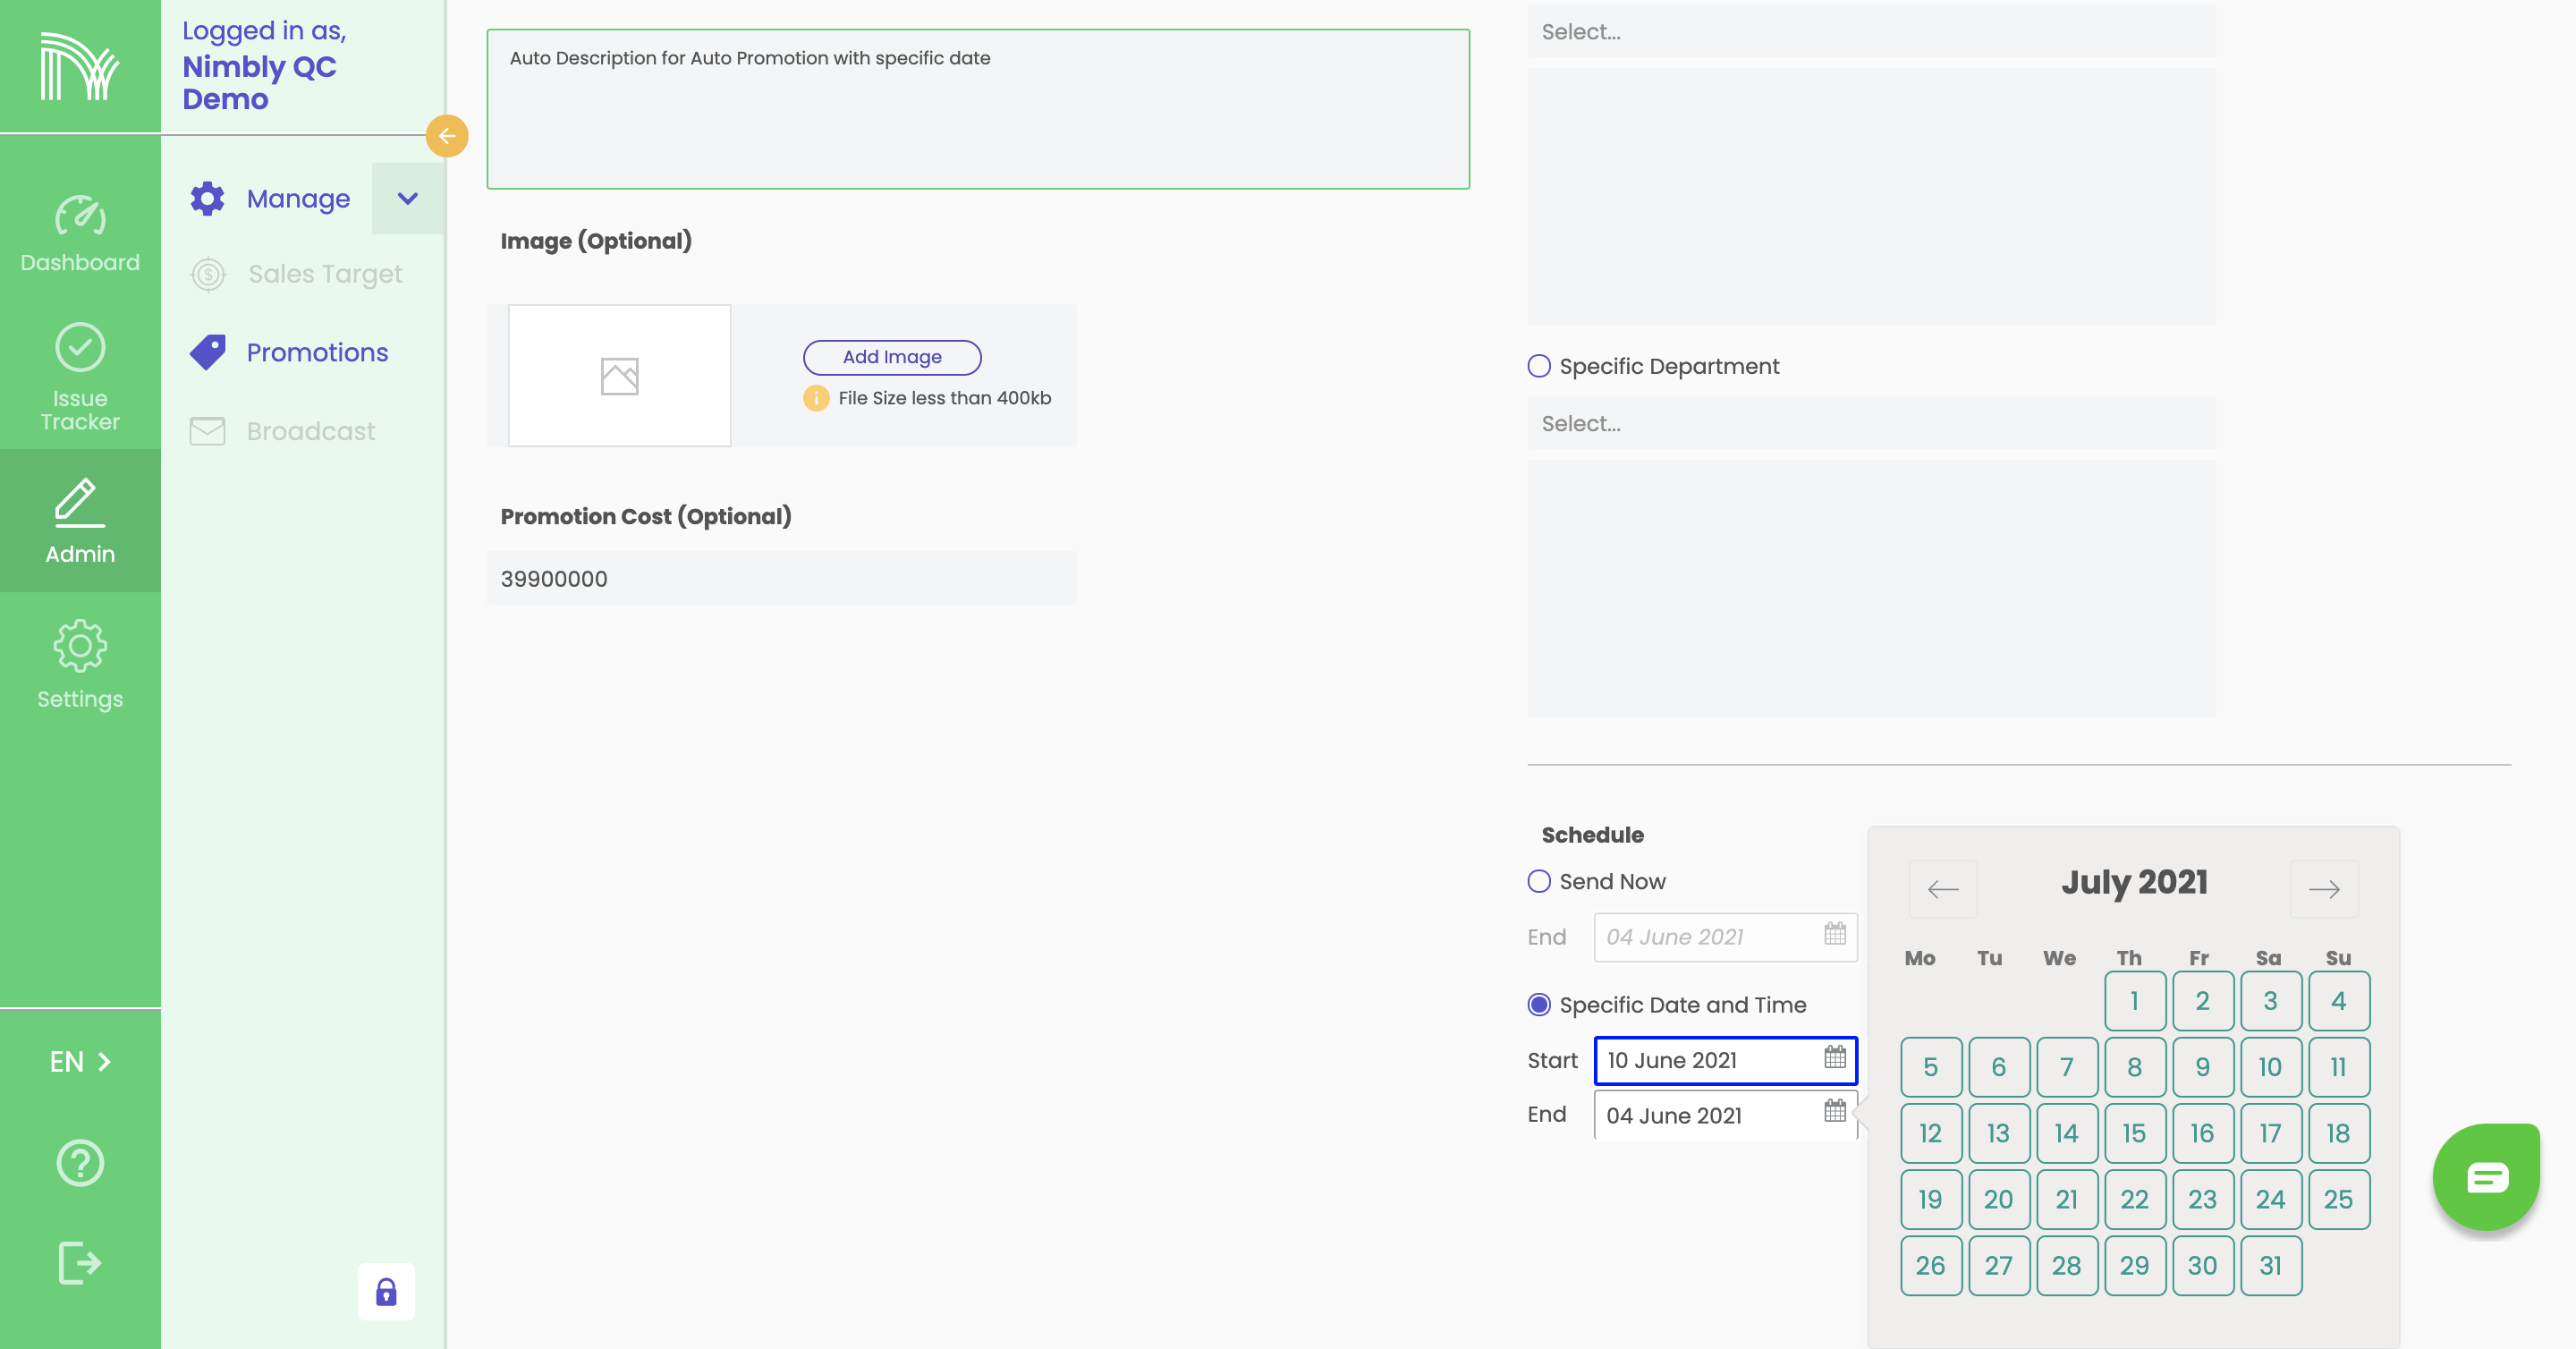 Logged in as,
Nimbly QC
Demo
Dashboard
Issue
Tracker
Admin
Settings
EN
Manage
Sales Target
Promotions
Broadcast
Auto Description for Auto Promotion with specific date
Image (Optional)
Add Image
i File Size less than 400kb
Promotion Cost (Optional)
39900000
Select...
Specific Department
Select...
Schedule
Send Now
End 04 June 2021
Specific Date and Time
Start 10 June 2021
End 04 June 2021
July 2021
Mo Tu We Th Fr Sa Su
1 2 3 4
5 6 7 8 9 10 11
12 13 14 15 16 17 18
19 20 21 22 23 24 25
26 27 28 29 30 31